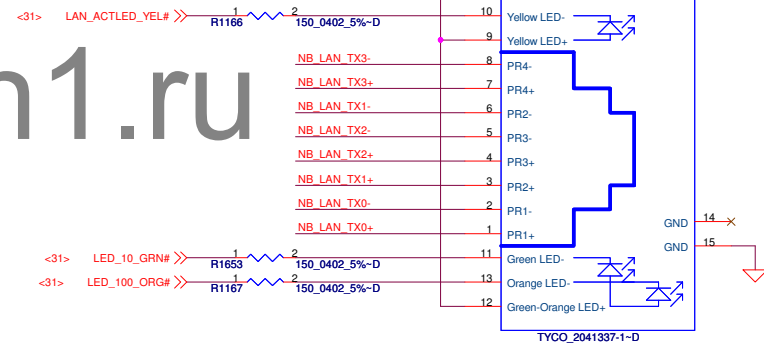 <31> LAN_ACTLED_YEL# 1 2 10 Yellow LED-
R1166 150_0402_5%~D
9 Yellow LED+
NB_LAN_TX3- 8 PR4-
NB_LAN_TX3+ 7 PR4+
NB_LAN_TX1- 6 PR2-
NB_LAN_TX2- 5 PR3-
NB_LAN_TX2+ 4 PR3+
NB_LAN_TX1+ 3 PR2+
NB_LAN_TX0- 2 PR1-
NB_LAN_TX0+ 1 PR1+
GND 14
GND 15
<31> LED_10_GRN# 1 2 11 Green LED-
R1653 150_0402_5%~D
<31> LED_100_ORG# 1 2 13 Orange LED-
R1167 150_0402_5%~D
12 Green-Orange LED+
TYCO_2041337-1~D
n1.ru